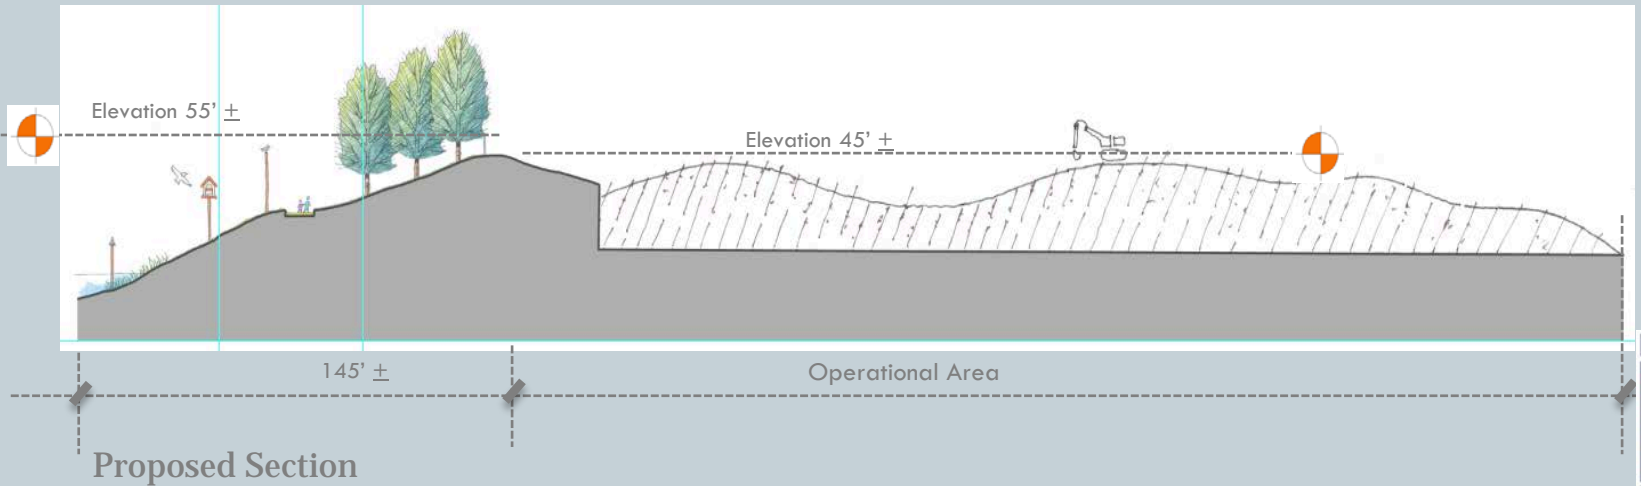 Elevation 55' ±
Elevation 45' ±
145' ±
Operational Area
Proposed Section